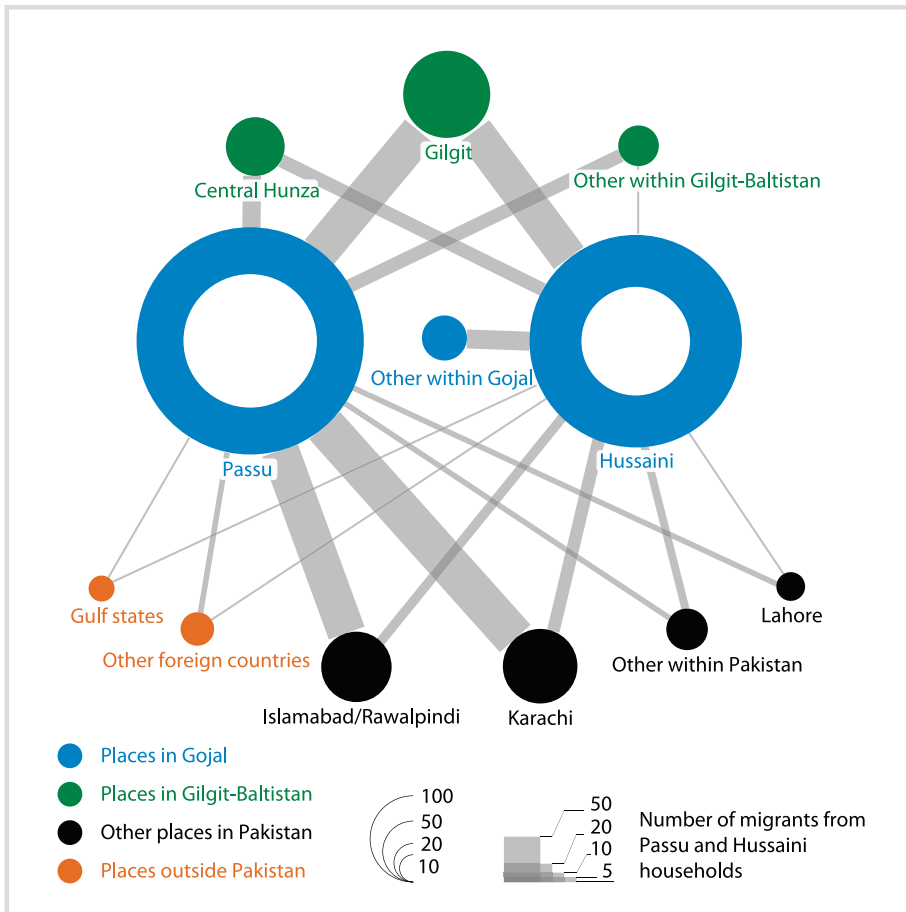 Gilgit
Central Hunza
Other within Gilgit-Baltistan
Other within Gojal
Passu
Hussaini
Gulf states
Lahore
Other foreign countries
Other within Pakistan
Islamabad/Rawalpindi
Karachi
Places in Gojal
Places in Gilgit-Baltistan
Other places in Pakistan
Places outside Pakistan
100
50
20
10
50
20
10
5
Number of migrants from
Passu and Hussaini
households